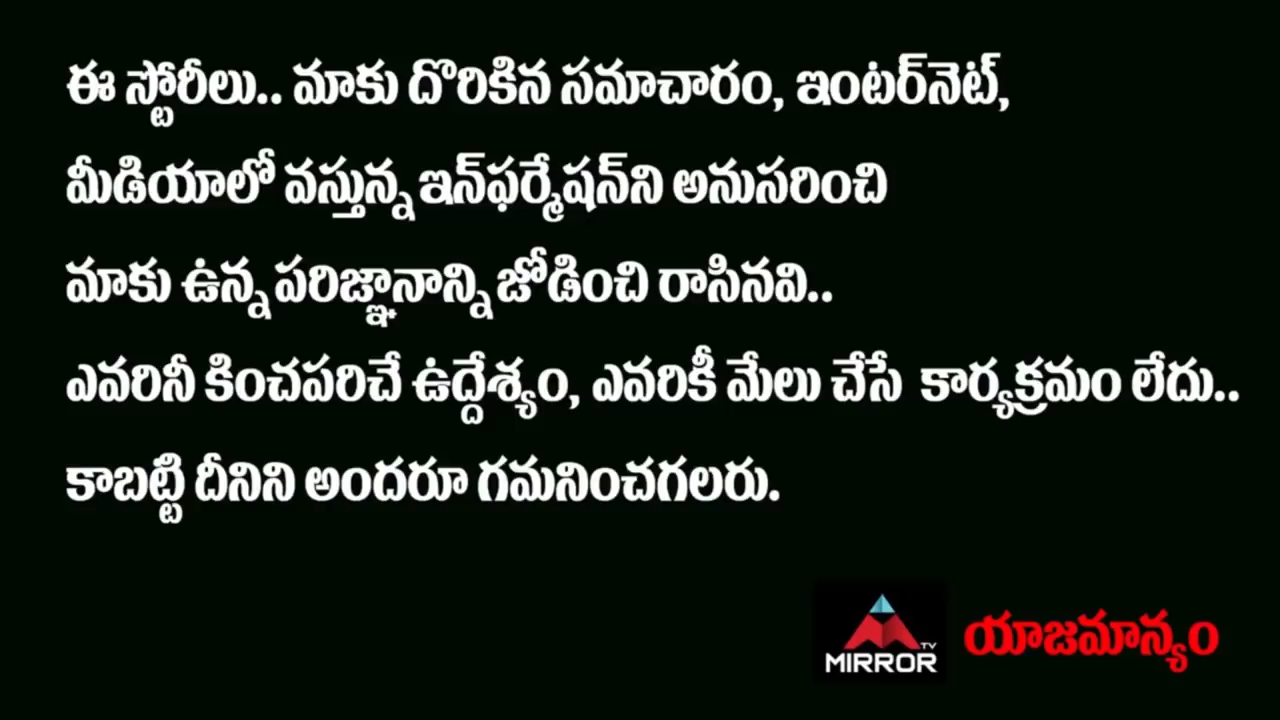 ఈ స్టోరీలు.. మాకు దొరికిన సమాచారం, ఇంటర్‌నెట్,
మీడియాలో వస్తున్న ఇన్‌ఫర్మేషన్‌ని అనుసరించి
మాకు ఉన్న పరిజ్ఞానాన్ని జోడించి రాసినవి..
ఎవరినీ కించపరిచే ఉద్దేశ్యం, ఎవరికీ మేలు చేసే కార్యక్రమం లేదు..
కాబట్టి దీనిని అందరూ గమనించగలరు.
TV
MIRROR
యాజమాన్యం